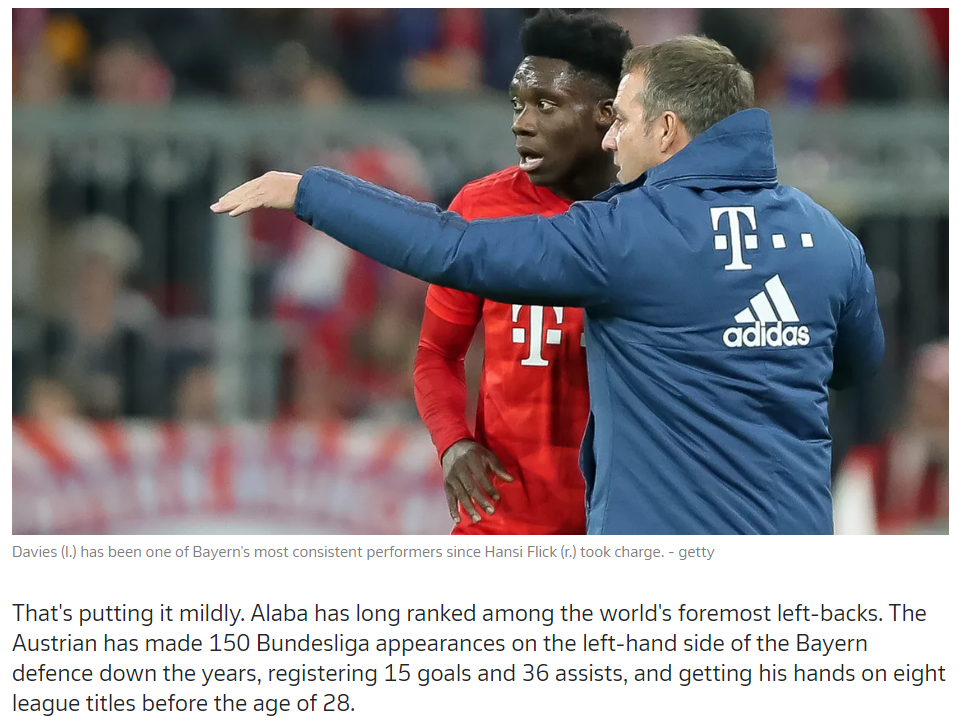 T
adidas
T
Davies (l.) has been one of Bayern's most consistent performers since Hansi Flick (r.) took charge. - getty
That's putting it mildly. Alaba has long ranked among the world's foremost left-backs. The
Austrian has made 150 Bundesliga appearances on the left-hand side of the Bayern
defence down the years, registering 15 goals and 36 assists, and getting his hands on eight
league titles before the age of 28.